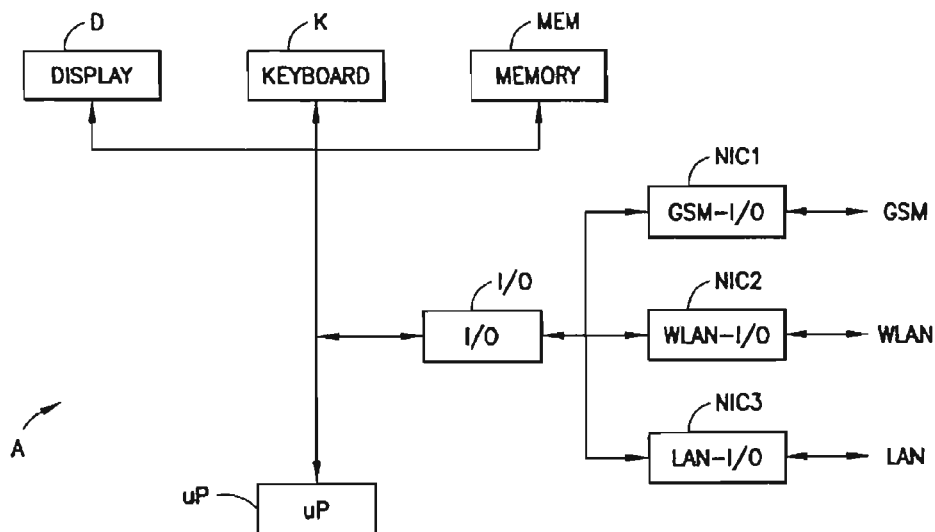 D
K
MEM
DISPLAY
KEYBOARD
MEMORY
NIC1
GSM-I/O
GSM
I/O
NIC2
I/O
WLAN-I/O
WLAN
NIC3
A
LAN-I/O
LAN
uP
uP